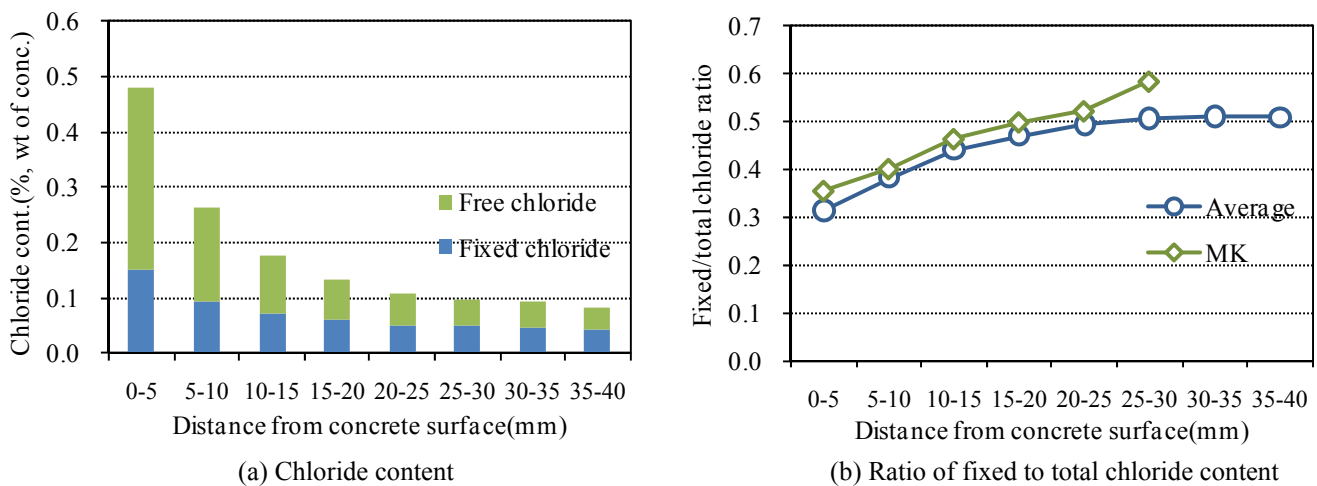 0.6
0.5
0.4
0.3
0.2
0.1
0.0
Chloride cont.(%, wt of conc.)
Free chloride
Fixed chloride
0-5 5-10 10-15 15-20 20-25 25-30 30-35 35-40
Distance from concrete surface(mm)
(a) Chloride content
0.7
0.6
0.5
0.4
0.3
0.2
0.1
0.0
Fixed/total chloride ratio
Average
MK
0-5 5-10 10-15 15-20 20-25 25-30 30-35 35-40
Distance from concrete surface(mm)
(b) Ratio of fixed to total chloride content